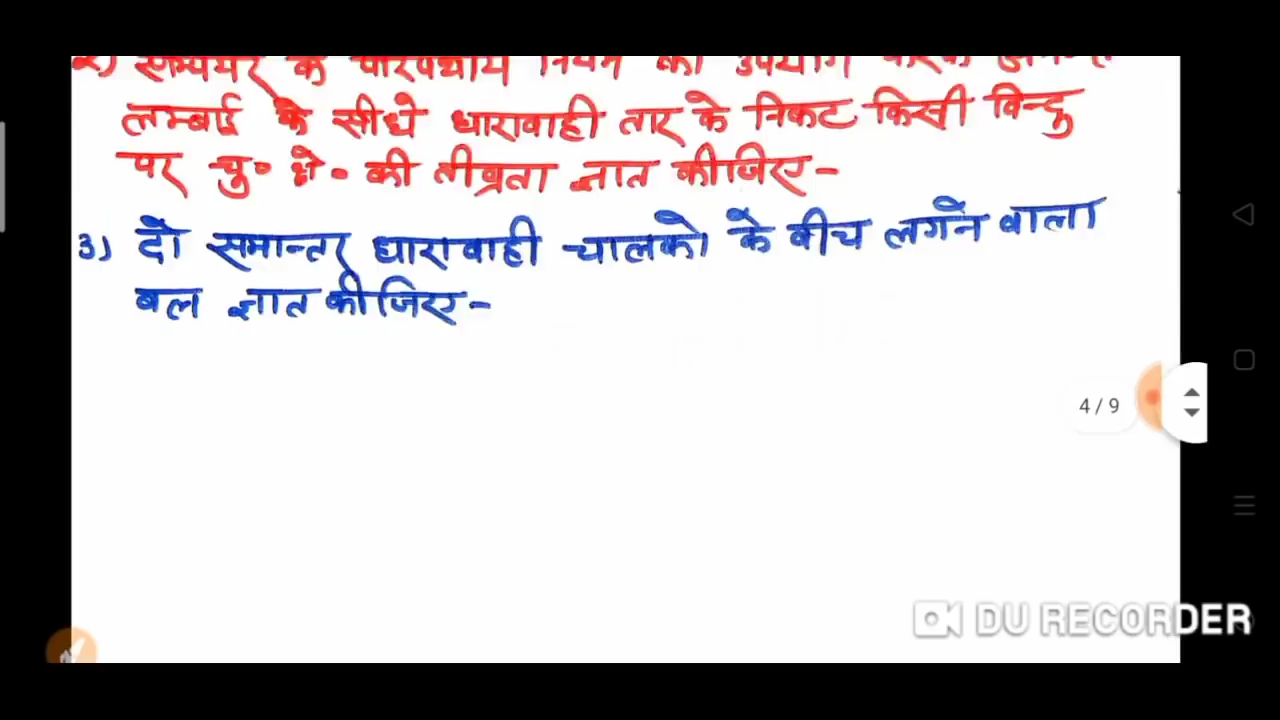 लम्बाई के सीधे धारावाही तार के निकट किसी विन्दु
पर चु० क्षे० की तीव्रता ज्ञात कीजिए-
3) दो समान्तर धारावाही चालको के बीच लगने वाला
बल ज्ञात कीजिए-
4 / 9
DU RECORDER